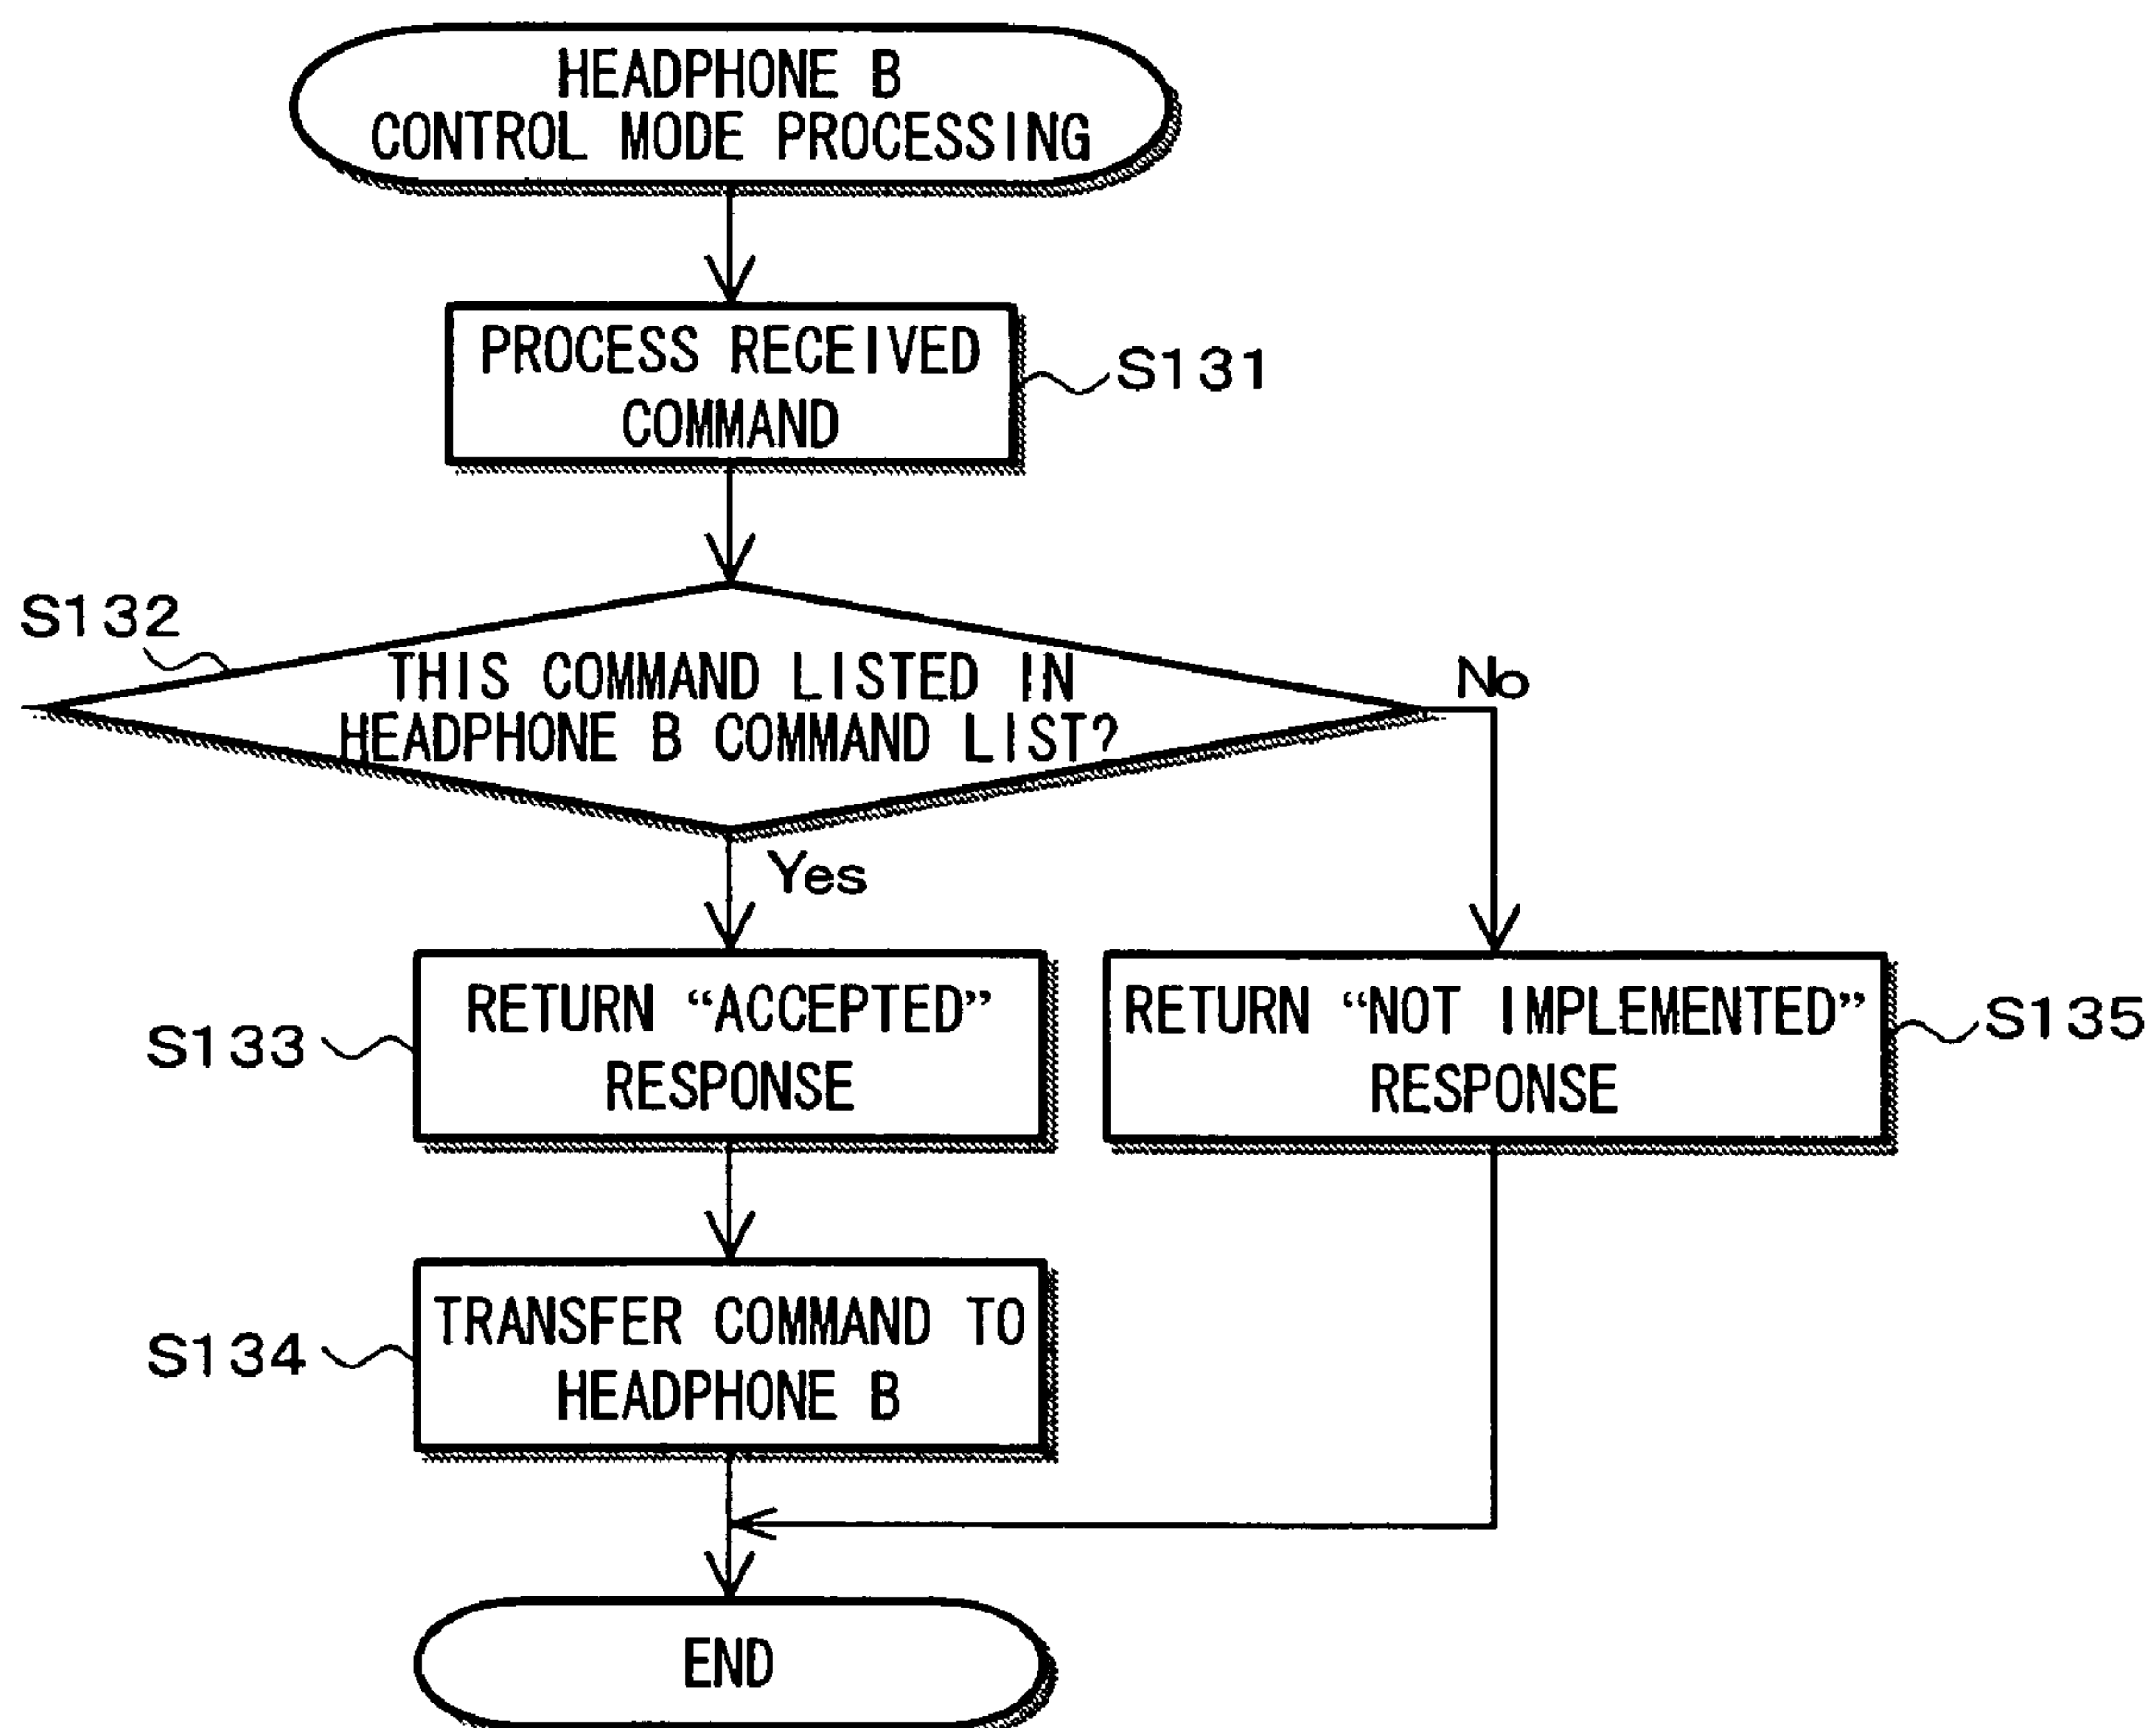 HEADPHONE B
CONTROL MODE PROCESSING
PROCESS RECEIVED
COMMAND
S131
S132
THIS COMMAND LISTED IN
HEADPHONE B COMMAND LIST?
No
Yes
RETURN “ACCEPTED”
RESPONSE
S133
RETURN “NOT IMPLEMENTED”
RESPONSE
S135
TRANSFER COMMAND TO
HEADPHONE B
S134
END